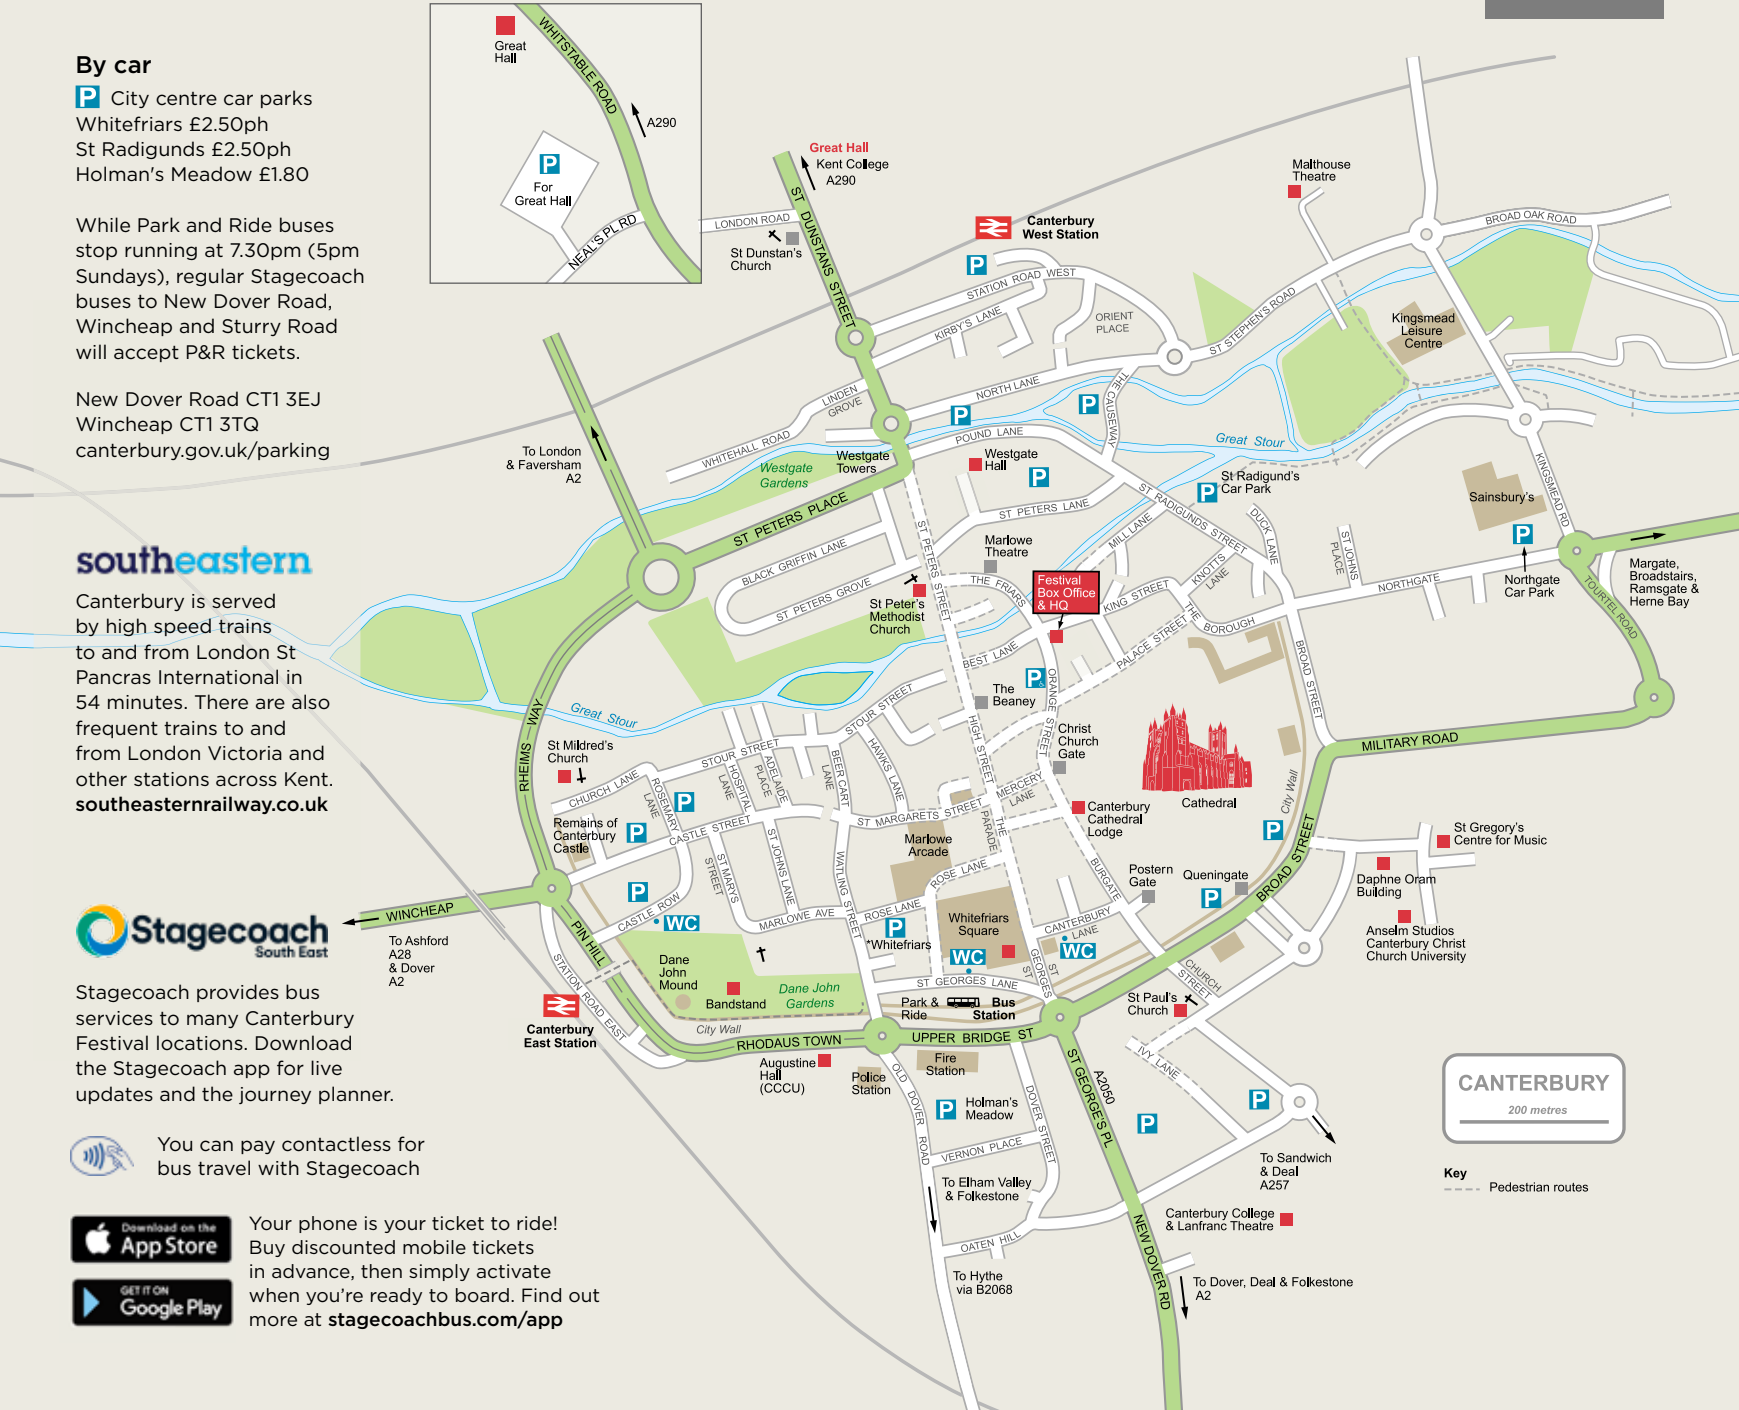 By car
P City centre car parks
Whitefriars £2.50ph
St Radigunds £2.50ph
Holman's Meadow £1.80
While Park and Ride buses
stop running at 7.30pm (5pm
Sundays), regular Stagecoach
buses to New Dover Road,
Wincheap and Sturry Road
will accept P&R tickets.
New Dover Road CT1 3EJ
Wincheap CT1 3TQ
canterbury.gov.uk/parking
southeastern
Canterbury is served
by high speed trains
to and from London St
Pancras International in
54 minutes. There are also
frequent trains to and
from London Victoria and
other stations across Kent.
southeasternrailway.co.uk
Stagecoach
South East
Stagecoach provides bus
services to many Canterbury
Festival locations. Download
the Stagecoach app for live
updates and the journey planner.
You can pay contactless for
bus travel with Stagecoach
Download on the
App Store
GET IT ON
Google Play
Your phone is your ticket to ride!
Buy discounted mobile tickets
in advance, then simply activate
when you're ready to board. Find out
more at stagecoachbus.com/app
Great
Hall
WHITSTABLE ROAD
A290
P
For
Great Hall
NEAL'S PL RD
Great Hall
Kent College
A290
LONDON ROAD
ST DUNSTANS STREET
St Dunstan's
Church
Canterbury
West Station
P
STATION ROAD WEST
KIRBY'S LANE
ORIENT
PLACE
Malthouse
Theatre
BROAD OAK ROAD
ST STEPHEN'S ROAD
Kingsmead
Leisure
Centre
LINDEN
GROVE
NORTH LANE
THE CAUSEWAY
P
P
WHITEHALL ROAD
POUND LANE
Great Stour
To London
& Faversham
A2
Westgate
Gardens
Westgate
Towers
Westgate
Hall
P
St Radigund's
Car Park
P
KINGSMEAD RD
Sainsbury's
P
ST PETERS PLACE
ST PETERS LANE
ST RADIGUNDS STREET
MILL LANE
DUCK LANE
ST JOHNS
PLACE
NORTHGATE
Northgate
Car Park
Margate,
Broadstairs,
Ramsgate &
Herne Bay
TOURTEL ROAD
BLACK GRIFFIN LANE
ST PETERS GROVE
ST PETERS STREET
Marlowe
Theatre
THE FRIARS
Festival
Box Office
& HQ
St Peter's
Methodist
Church
KING STREET
KNOTTS
LANE
THE
BOROUGH
PALACE STREET
BEST LANE
BROAD STREET
P
ORANGE STREET
The
Beaney
HIGH STREET
Christ
Church
Gate
Cathedral
City Wall
MILITARY ROAD
RHEIMS WAY
Great Stour
St Mildred's
Church
CHURCH LANE
ROSEMARY
LANE
STOUR STREET
STOUR STREET
HOSPITAL
LANE
ADELAIDE
PLACE
BEER CART
LANE
HAWKS LANE
P
P
Remains of
Canterbury
Castle
CASTLE STREET
ST MARGARETS STREET
MERCERY
LANE
THE
PARADE
Canterbury
Cathedral
Lodge
P
St Gregory's
Centre for Music
Daphne Oram
Building
Anselm Studios
Canterbury Christ
Church University
Marlowe
Arcade
ST MARYS
STREET
ST JOHNS LANE
WATLING STREET
ROSE LANE
ROSE LANE
BURGATE
Postern
Gate
Queningate
P
BROAD STREET
WINCHEAP
To Ashford
A28
& Dover
A2
P
CASTLE ROW
WC
MARLOWE AVE
P
*Whitefriars
Whitefriars
Square
WC
CANTERBURY
LANE
WC
PIN HILL
Dane
John
Mound
Bandstand
Dane John
Gardens
ST GEORGES LANE
ST
GEORGES
ST
CHURCH
STREET
St Paul's
Church
STATION ROAD EAST
Canterbury
East Station
City Wall
Park &
Ride
Bus
Station
RHODAUS TOWN
UPPER BRIDGE ST
Augustine
Hall
(CCCU)
Police
Station
Fire
Station
IVY LANE
A2050
ST GEORGE'S PL
OLD DOVER ROAD
P
Holman's
Meadow
DOVER STREET
VERNON PLACE
P
P
To Sandwich
& Deal
A257
To Elham Valley
& Folkestone
Canterbury College
& Lanfranc Theatre
OATEN HILL
NEW DOVER RD
To Hythe
via B2068
To Dover, Deal & Folkestone
A2
CANTERBURY
200 metres
Key
Pedestrian routes